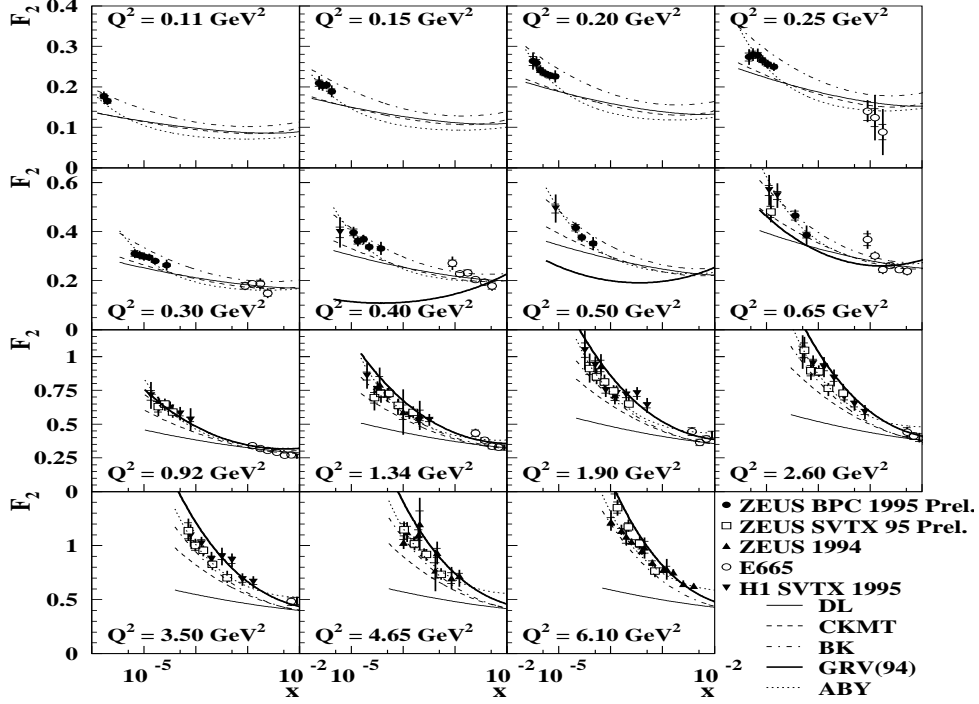 F2
Q2 = 0.11 GeV2
Q2 = 0.15 GeV2
Q2 = 0.20 GeV2
Q2 = 0.25 GeV2
0.4
0.3
0.2
0.1
0
F2
0.6
0.4
0.2
0
Q2 = 0.30 GeV2
Q2 = 0.40 GeV2
Q2 = 0.50 GeV2
Q2 = 0.65 GeV2
F2
1
0.75
0.5
0.25
0
Q2 = 0.92 GeV2
Q2 = 1.34 GeV2
Q2 = 1.90 GeV2
Q2 = 2.60 GeV2
F2
1
0.5
0
Q2 = 3.50 GeV2
Q2 = 4.65 GeV2
Q2 = 6.10 GeV2
ZEUS BPC 1995 Prel.
ZEUS SVTX 95 Prel.
ZEUS 1994
E665
H1 SVTX 1995
DL
CKMT
BK
GRV(94)
ABY
10 -5
10 -2
x
10 -5
10 -2
x
10 -5
10 -2
x